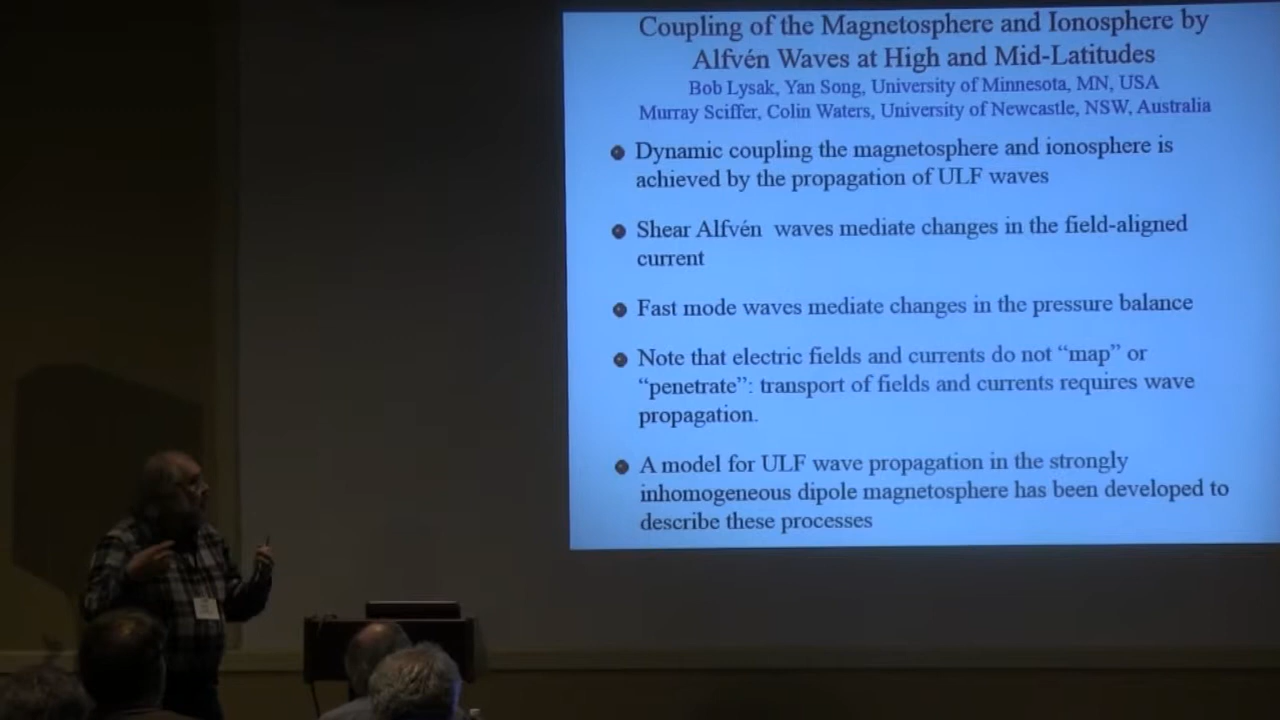 Coupling of the Magnetosphere and Ionosphere by
Alfvén Waves at High and Mid-Latitudes
Bob Lysak, Yan Song, University of Minnesota, MN, USA
Murray Sciffer, Colin Waters, University of Newcastle, NSW, Australia
Dynamic coupling the magnetosphere and ionosphere is
achieved by the propagation of ULF waves
Shear Alfvén waves mediate changes in the field-aligned
current
Fast mode waves mediate changes in the pressure balance
Note that electric fields and currents do not “map” or
“penetrate”: transport of fields and currents requires wave
propagation.
A model for ULF wave propagation in the strongly
inhomogeneous dipole magnetosphere has been developed to
describe these processes